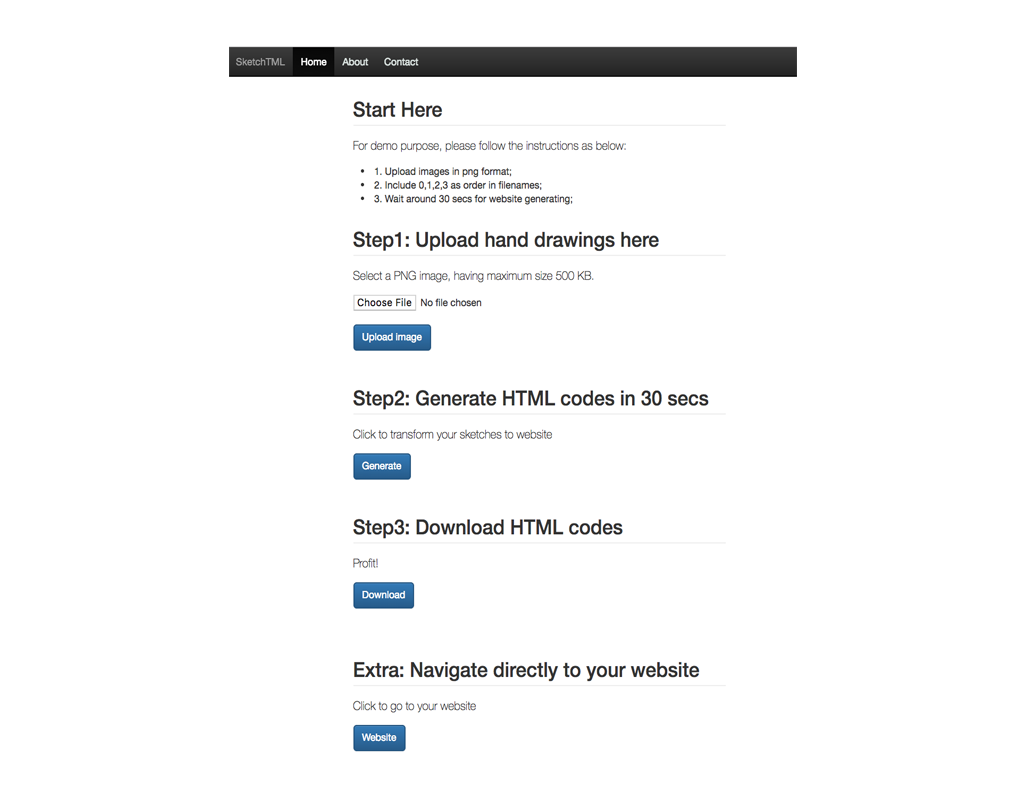 SketchTML Home About Contact
Start Here
For demo purpose, please follow the instructions as below:
• 1. Upload images in png format;
• 2. Include 0,1,2,3 as order in filenames;
• 3. Wait around 30 secs for website generating;
Step1: Upload hand drawings here
Select a PNG image, having maximum size 500 KB.
Choose File No file chosen
Upload image
Step2: Generate HTML codes in 30 secs
Click to transform your sketches to website
Generate
Step3: Download HTML codes
Profit!
Download
Extra: Navigate directly to your website
Click to go to your website
Website